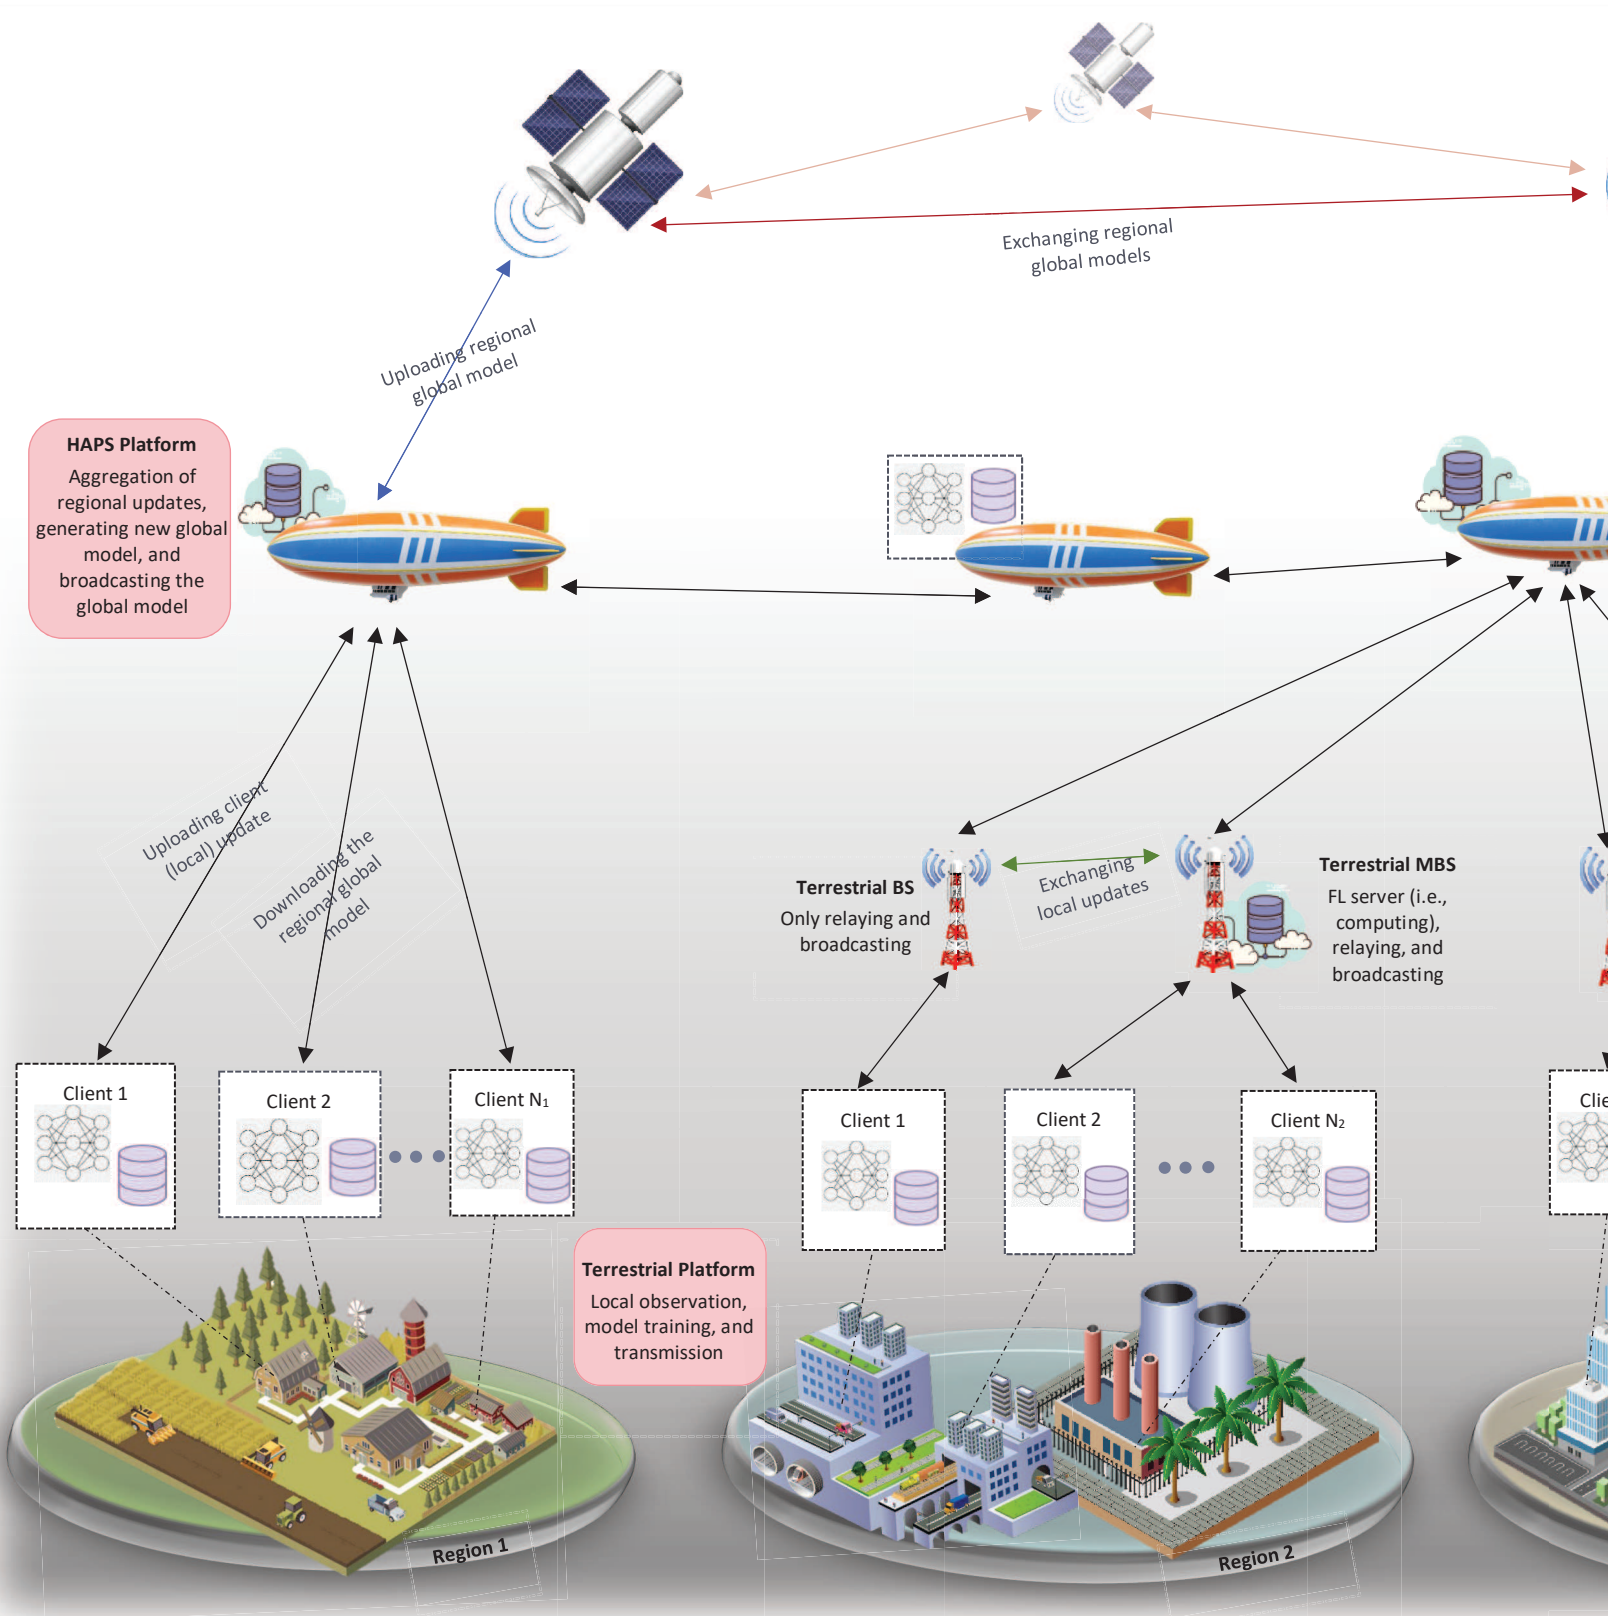 Exchanging regional
global models
Uploading regional
global model
HAPS Platform
Aggregation of
regional updates,
generating new global
model, and
broadcasting the
global model
Uploading client
(local) update
Downloading the
regional global
model
Terrestrial BS
Only relaying and
broadcasting
Exchanging
local updates
Terrestrial MBS
FL server (i.e.,
computing),
relaying, and
broadcasting
Client 1
Client 2
Client N₁
Client 1
Client 2
Client N₂
Terrestrial Platform
Local observation,
model training, and
transmission
Region 1
Region 2